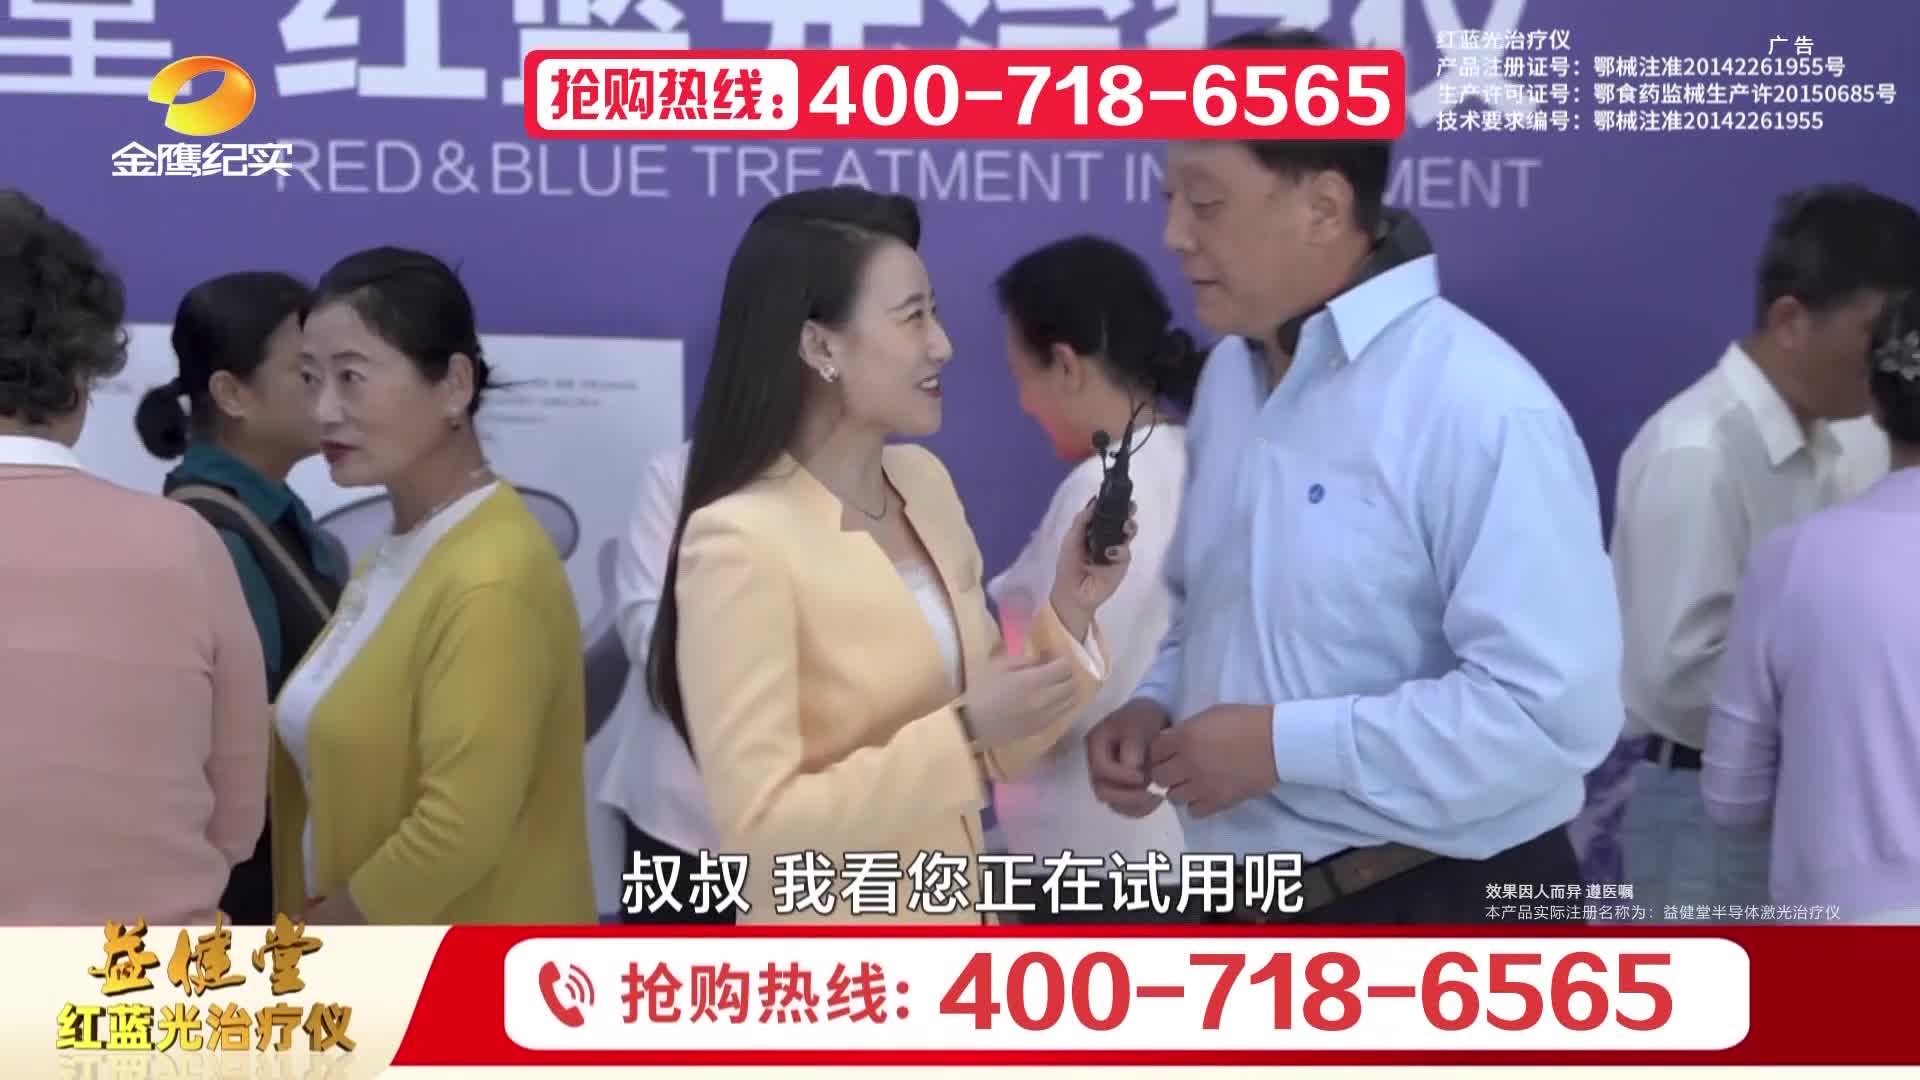 堂 红蓝光治疗仪
RED&BLUE TREATMENT IN MENT
金鹰纪实
抢购热线：400-718-6565
广告
红蓝光治疗仪
产品注册证号：鄂械注准20142261955号
生产许可证号：鄂食药监械生产许20150685号
技术要求编号：鄂械注准20142261955
叔叔 我看您正在试用呢
效果因人而异 遵医嘱
本产品实际注册名称为：益健堂半导体激光治疗仪
益健堂
红蓝光治疗仪
抢购热线：400-718-6565